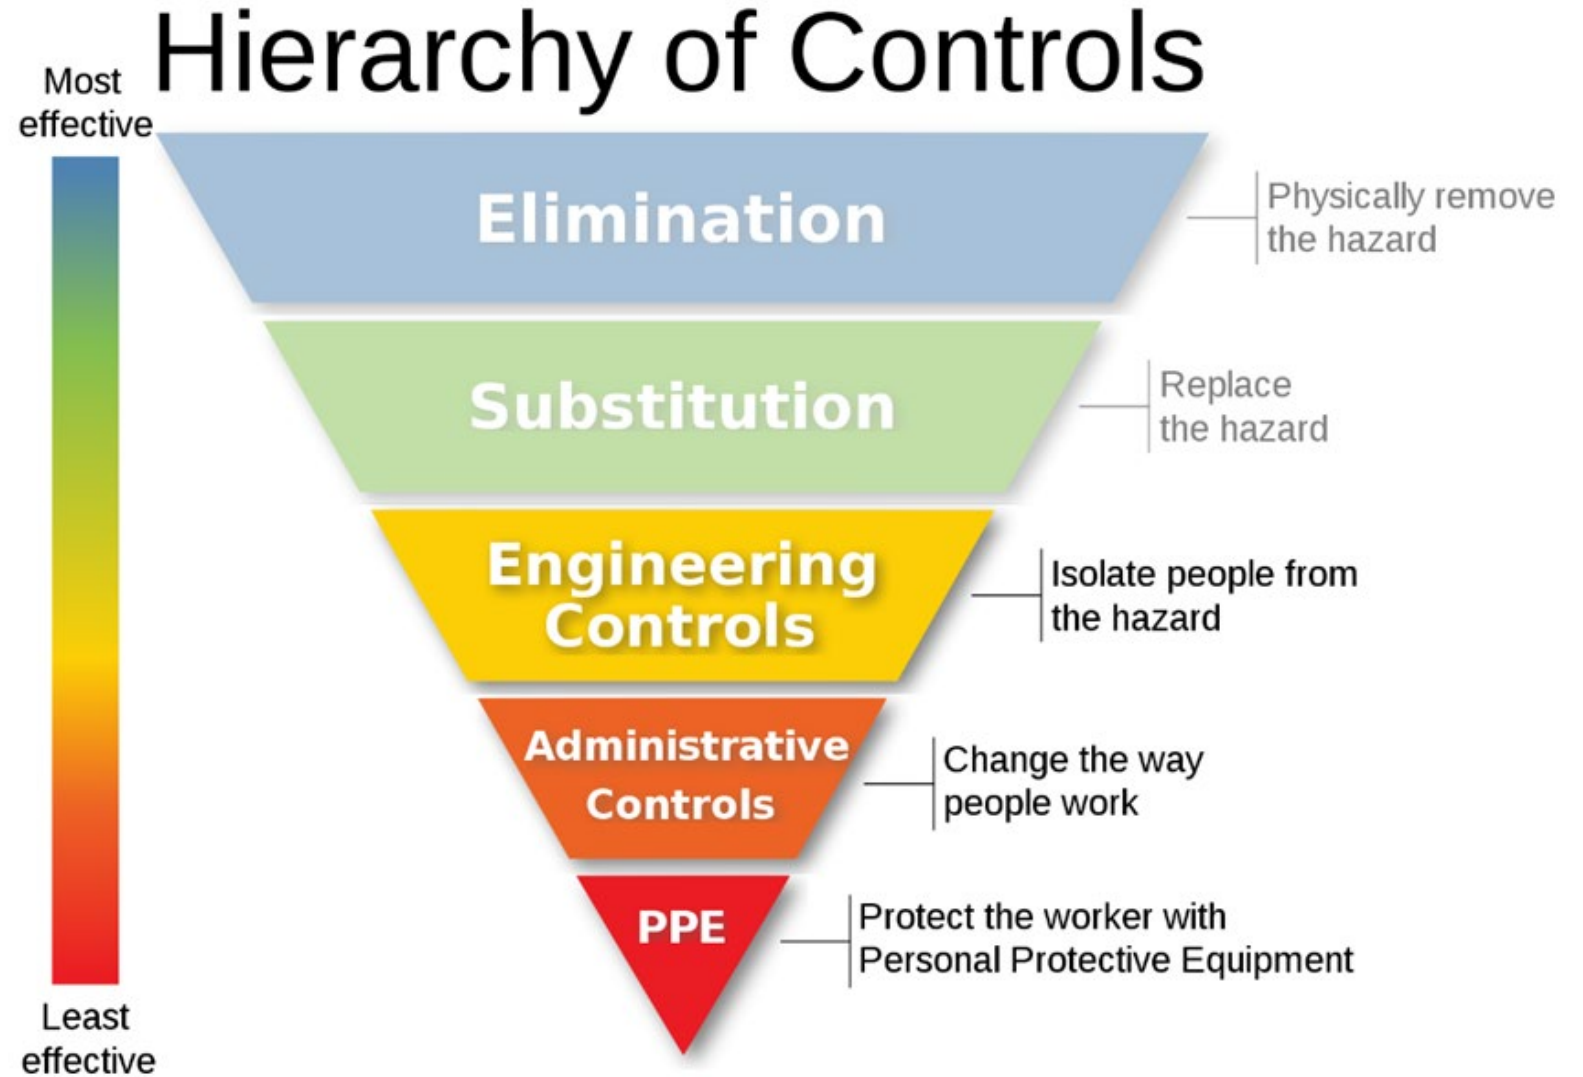 Hierarchy of Controls
Most
effective
Elimination
Physically remove
the hazard
Substitution
Replace
the hazard
Engineering
Controls
Isolate people from
the hazard
Administrative
Controls
Change the way
people work
PPE
Protect the worker with
Personal Protective Equipment
Least
effective